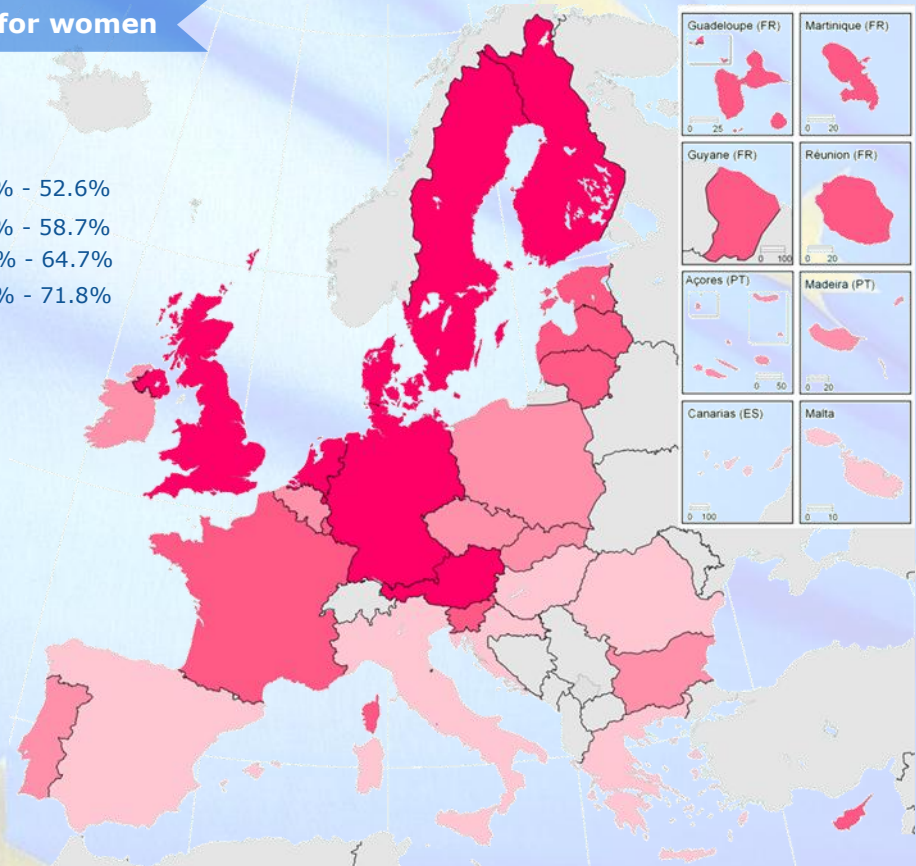 for women
% - 52.6%
% - 58.7%
% - 64.7%
% - 71.8%
Guadeloupe (FR)
0 25
Martinique (FR)
0 20
Guyane (FR)
0 100
Réunion (FR)
0 20
Açores (PT)
0 50
Madeira (PT)
0 20
Canarias (ES)
0 100
Malta
0 10